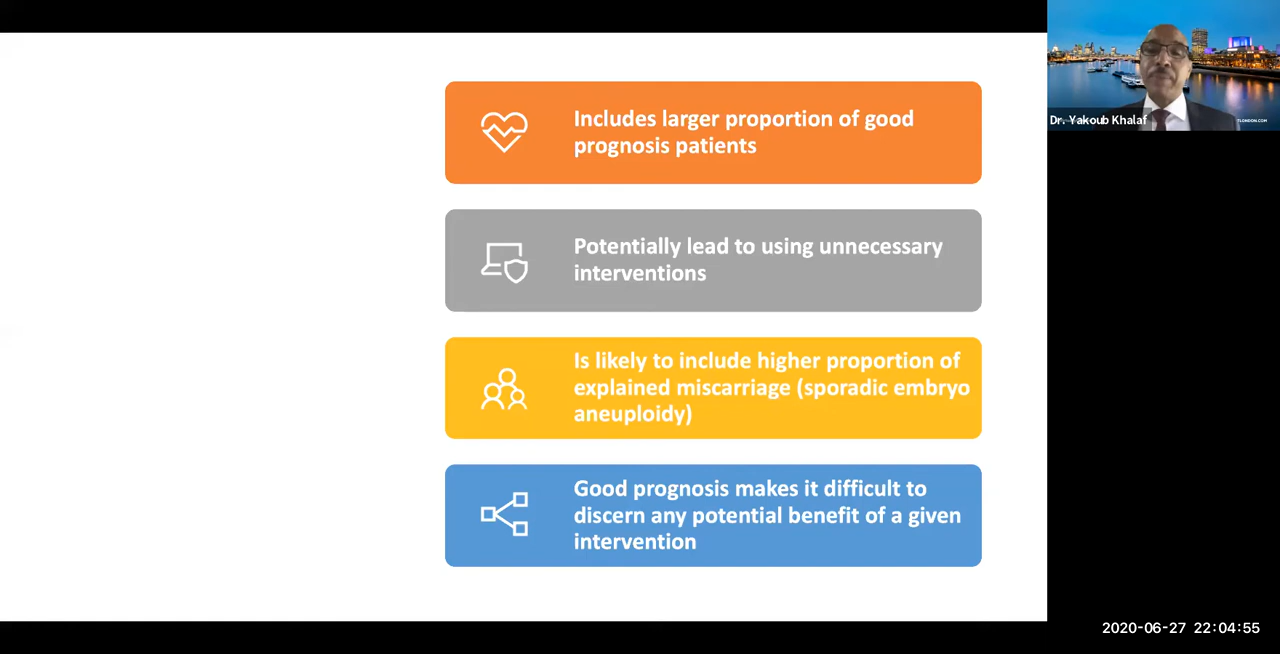 Includes larger proportion of good
prognosis patients
Potentially lead to using unnecessary
interventions
Is likely to include higher proportion of
explained miscarriage (sporadic embryo
aneuploidy)
Good prognosis makes it difficult to
discern any potential benefit of a given
intervention
Dr. Yakoub Khalaf
2020-06-27 22:04:55